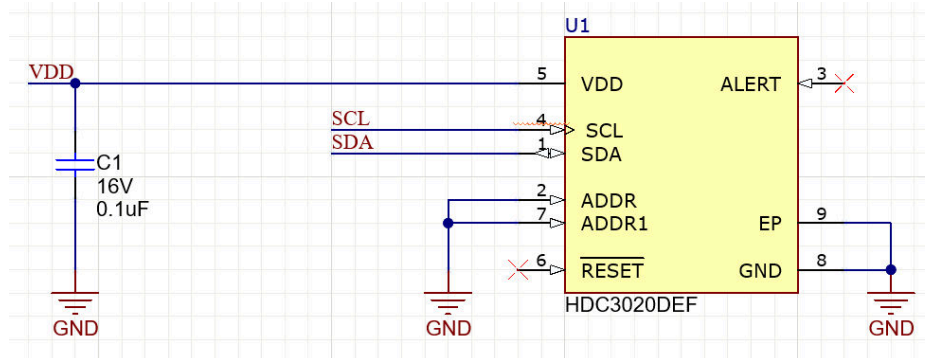 U1
VDD
5
VDD
ALERT
3
SCL
4
SCL
SDA
1
SDA
C1
16V
0.1uF
2
ADDR
7
ADDR1
EP
9
6
RESET
GND
8
HDC3020DEF
GND
GND
GND